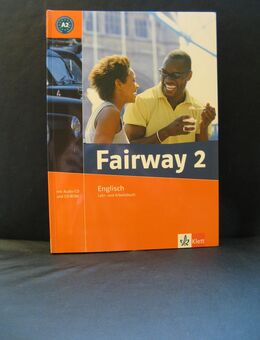 A2
Fairway 2
Englisch
Lehr- und Arbeitsbuch
mit Audio-CD
und CD-ROM
Klett